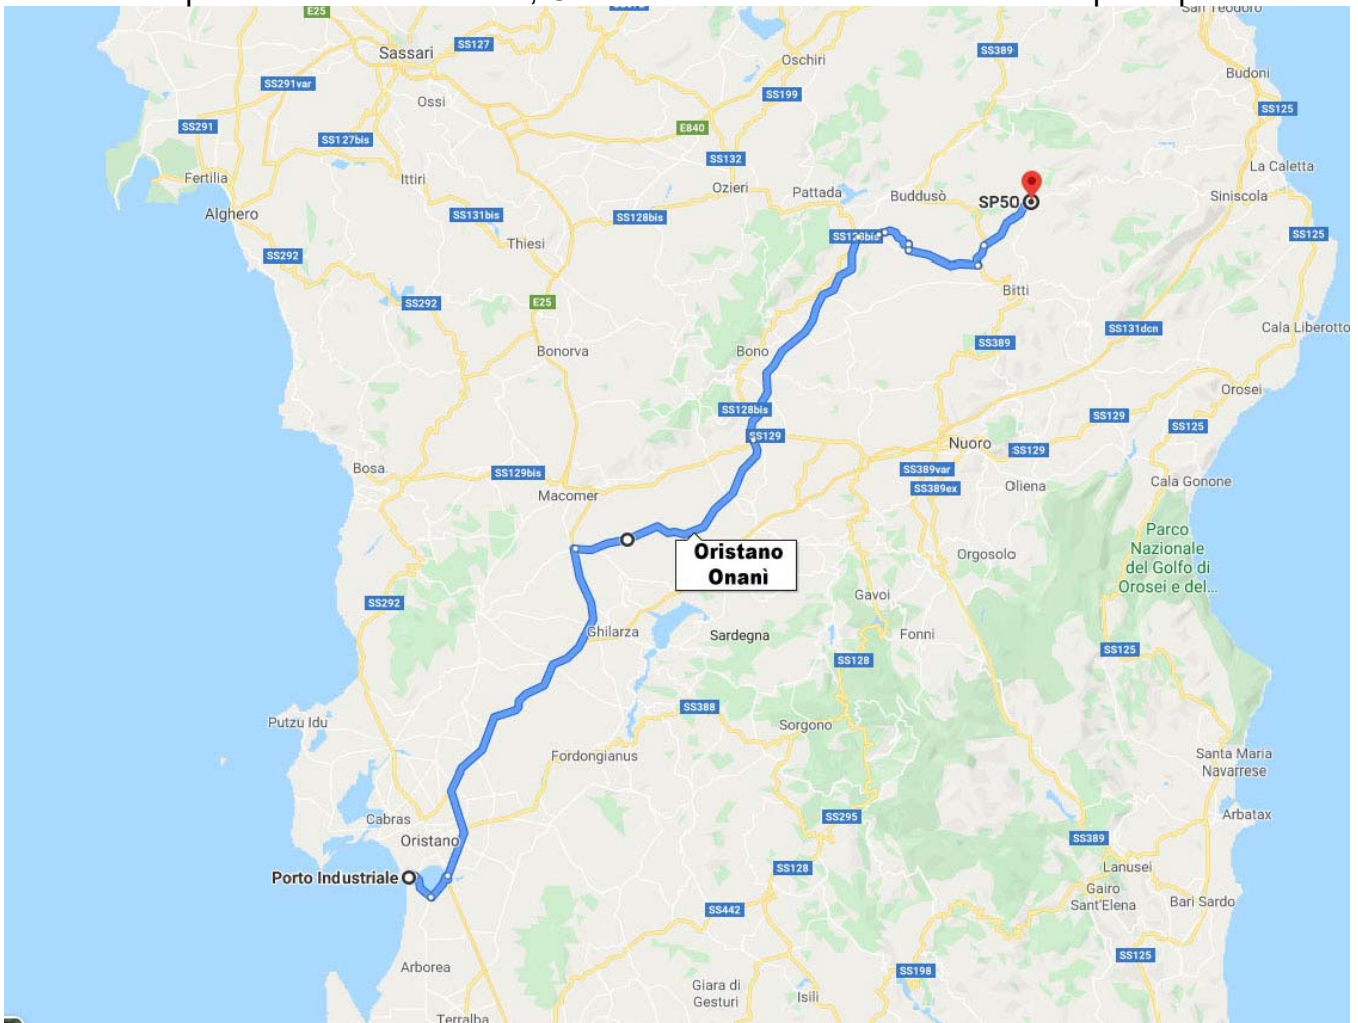 San Teodoro
E25
SS127
Sassari
SS389
Oschiri
Budoni
SS291var
SS199
Ossi
SS125
SS291
E840
SS127bis
SS132
La Caletta
Fertilia
Ittiri
Ozieri
Pattada
Buddusò
Siniscola
SP50
Alghero
SS131bis
SS128bis
SS125
Thiesi
SS128bis
SS292
Bitti
SS292
E25
SS131dcn
Cala Liberotto
SS389
Bonorva
Bono
Orosei
SS128bis
SS129
SS125
SS129
Nuoro
SS129
Bosa
SS129bis
SS389var
Cala Gonone
SS389ex
Oliena
Macomer
Parco
Nazionale
del Golfo di
Orosei e del...
Oristano
Onanì
Orgosolo
Gavoi
SS292
Ghilarza
Sardegna
Fonni
SS125
SS128
SS388
Putzu Idu
Sorgono
Fordongianus
Santa Maria
Navarrese
Cabras
SS295
Arbatax
Oristano
SS389
Porto Industriale
SS128
Lanusei
Gairo
Sant'Elena
Bari Sardo
SS442
SS125
Arborea
SS198
Giara di
Gesturi
Isili
Terralba